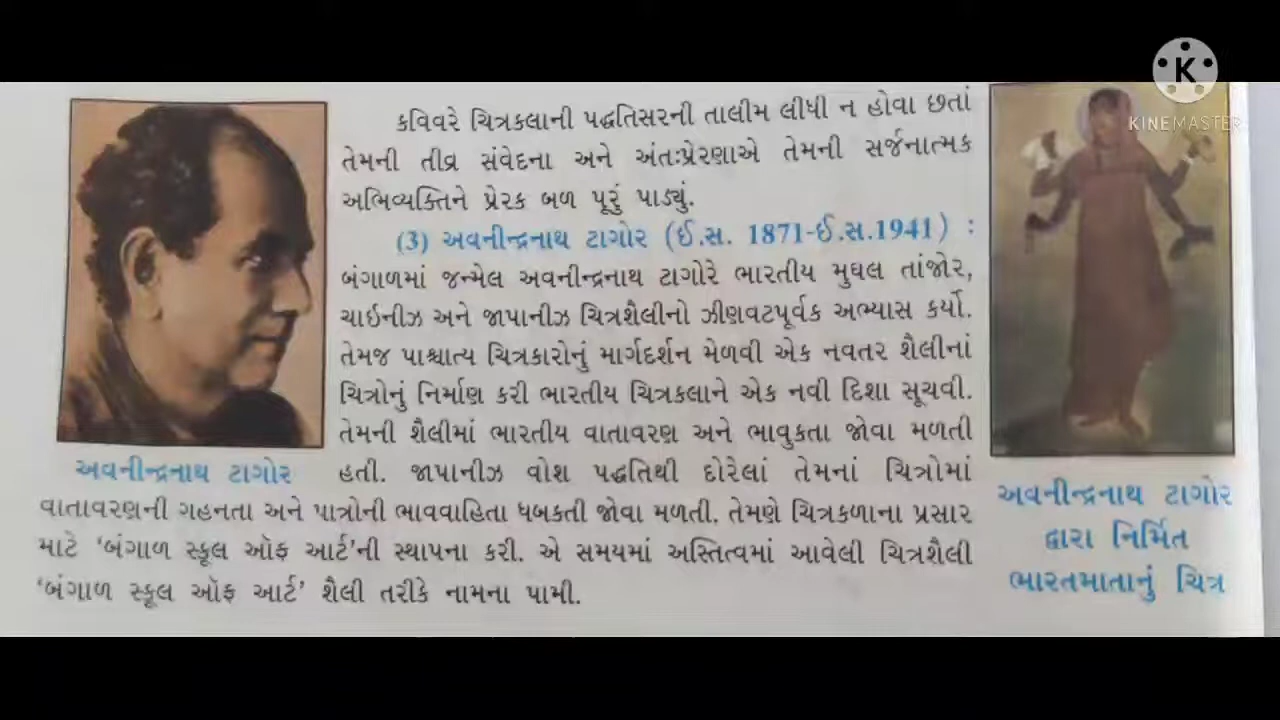 કવિવરે ચિત્રકલાની પદ્ધતિસરની તાલીમ લીધી ન હોવા છતાં
તેમની તીવ્ર સંવેદના અને અંતઃપ્રેરણાએ તેમની સર્જનાત્મક
અભિવ્યક્તિને પ્રેરક બળ પૂરું પાડ્યું.
(3) અવનીન્દ્રનાથ ટાગોર (ઈ.સ. 1871-ઈ.સ.1941) :
બંગાળમાં જન્મેલ અવનીન્દ્રનાથ ટાગોરે ભારતીય મુઘલ તાંજોર,
ચાઇનીઝ અને જાપાનીઝ ચિત્રશૈલીનો ઝીણવટપૂર્વક અભ્યાસ કર્યો.
તેમજ પાશ્ચાત્ય ચિત્રકારોનું માર્ગદર્શન મેળવી એક નવતર શૈલીનાં
ચિત્રોનું નિર્માણ કરી ભારતીય ચિત્રકલાને એક નવી દિશા સૂચવી.
તેમની શૈલીમાં ભારતીય વાતાવરણ અને ભાવુકતા જોવા મળતી
હતી. જાપાનીઝ વોશ પદ્ધતિથી દોરેલાં તેમનાં ચિત્રોમાં
વાતાવરણની ગહનતા અને પાત્રોની ભાવવાહિતા ધબકતી જોવા મળતી. તેમણે ચિત્રકળાના પ્રસાર
માટે ‘બંગાળ સ્કૂલ ઑફ આર્ટ’ની સ્થાપના કરી. એ સમયમાં અસ્તિત્વમાં આવેલી ચિત્રશૈલી
‘બંગાળ સ્કૂલ ઑફ આર્ટ’ શૈલી તરીકે નામના પામી.
અવનીન્દ્રનાથ ટાગોર
અવનીન્દ્રનાથ ટાગોર
દ્વારા નિર્મિત
ભારતમાતાનું ચિત્ર
K
KINEMASTER